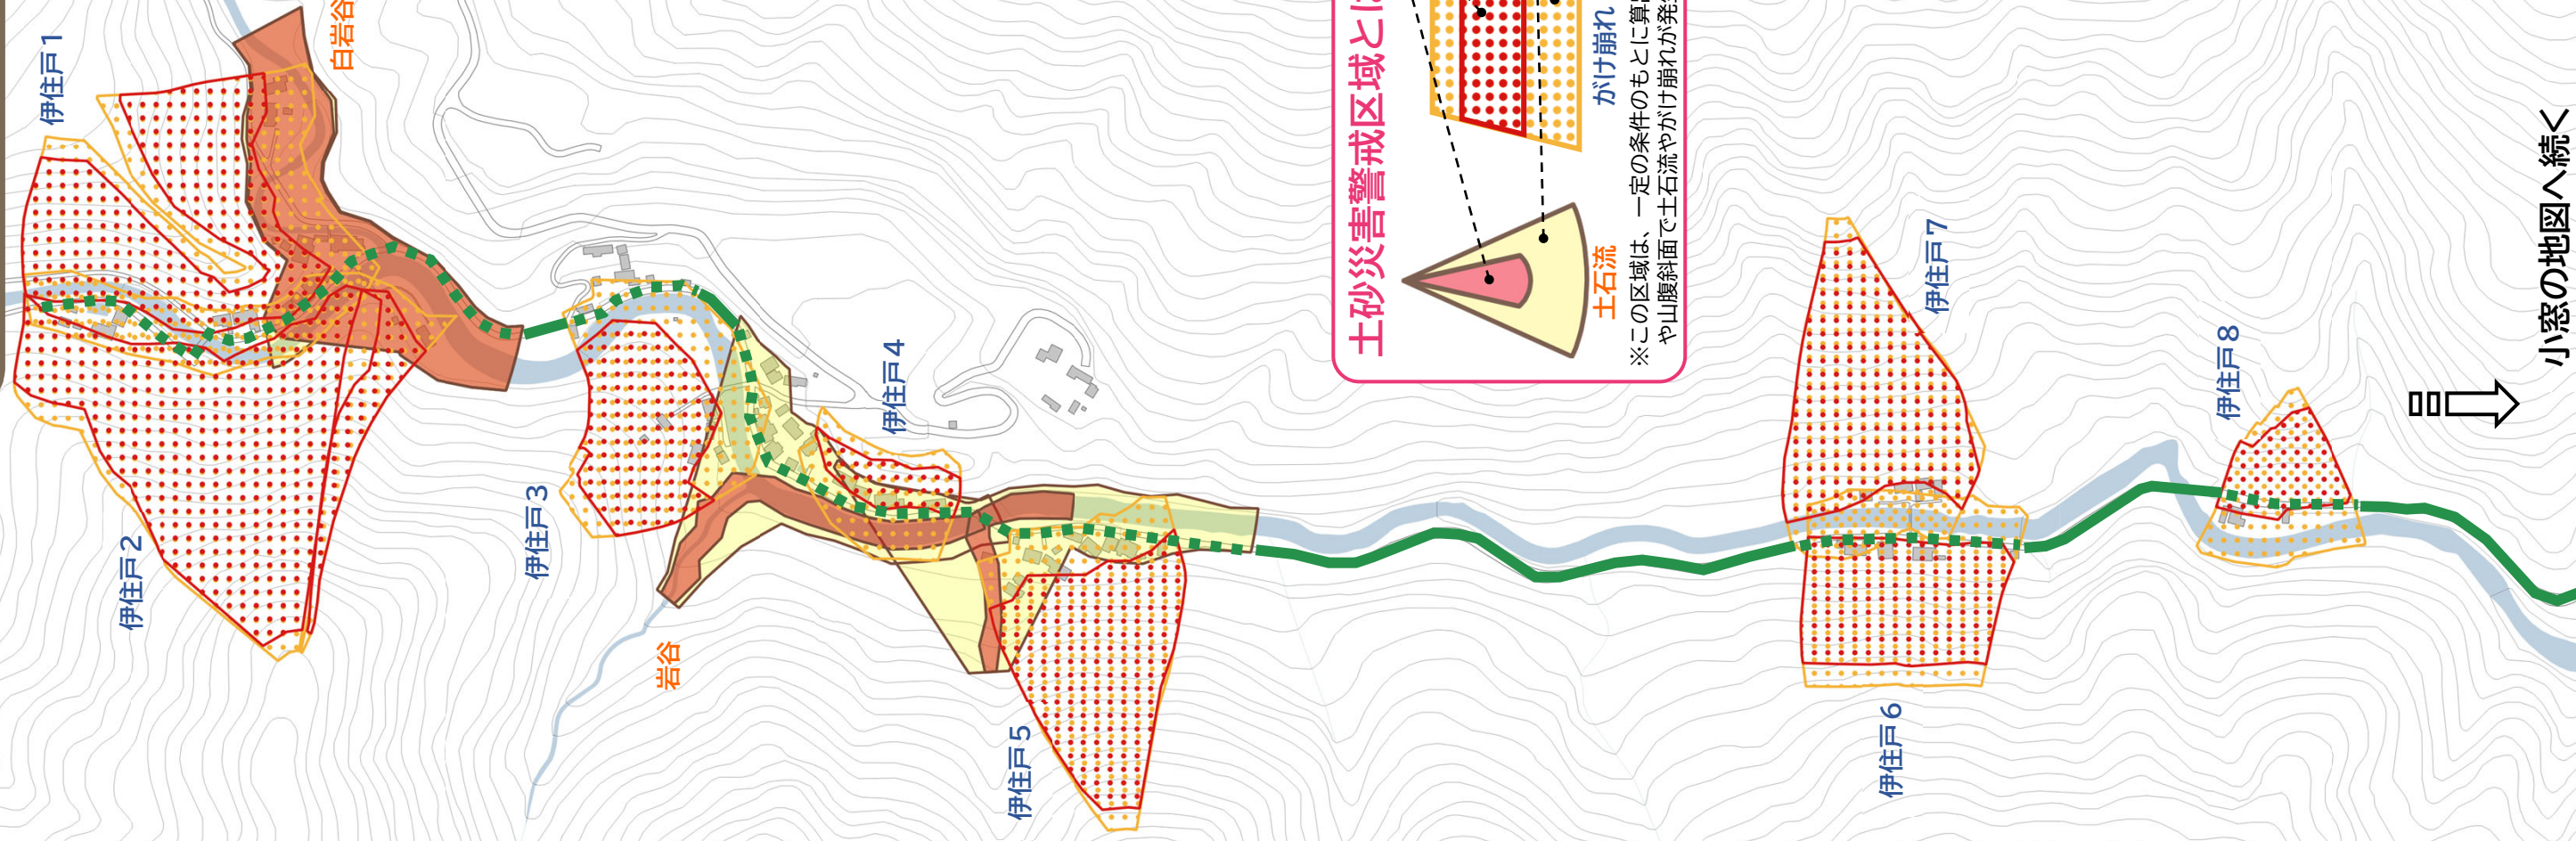 伊住戸1
白岩谷
伊住戸2
伊住戸3
伊住戸4
岩谷
伊住戸5
土砂災害警戒区域とに
土石流
がけ崩れ
※この区域は、一定の条件のもとに算出
や山腹斜面で土石流やがけ崩れが発生
伊住戸7
伊住戸6
伊住戸8
小窓の地図へ続く